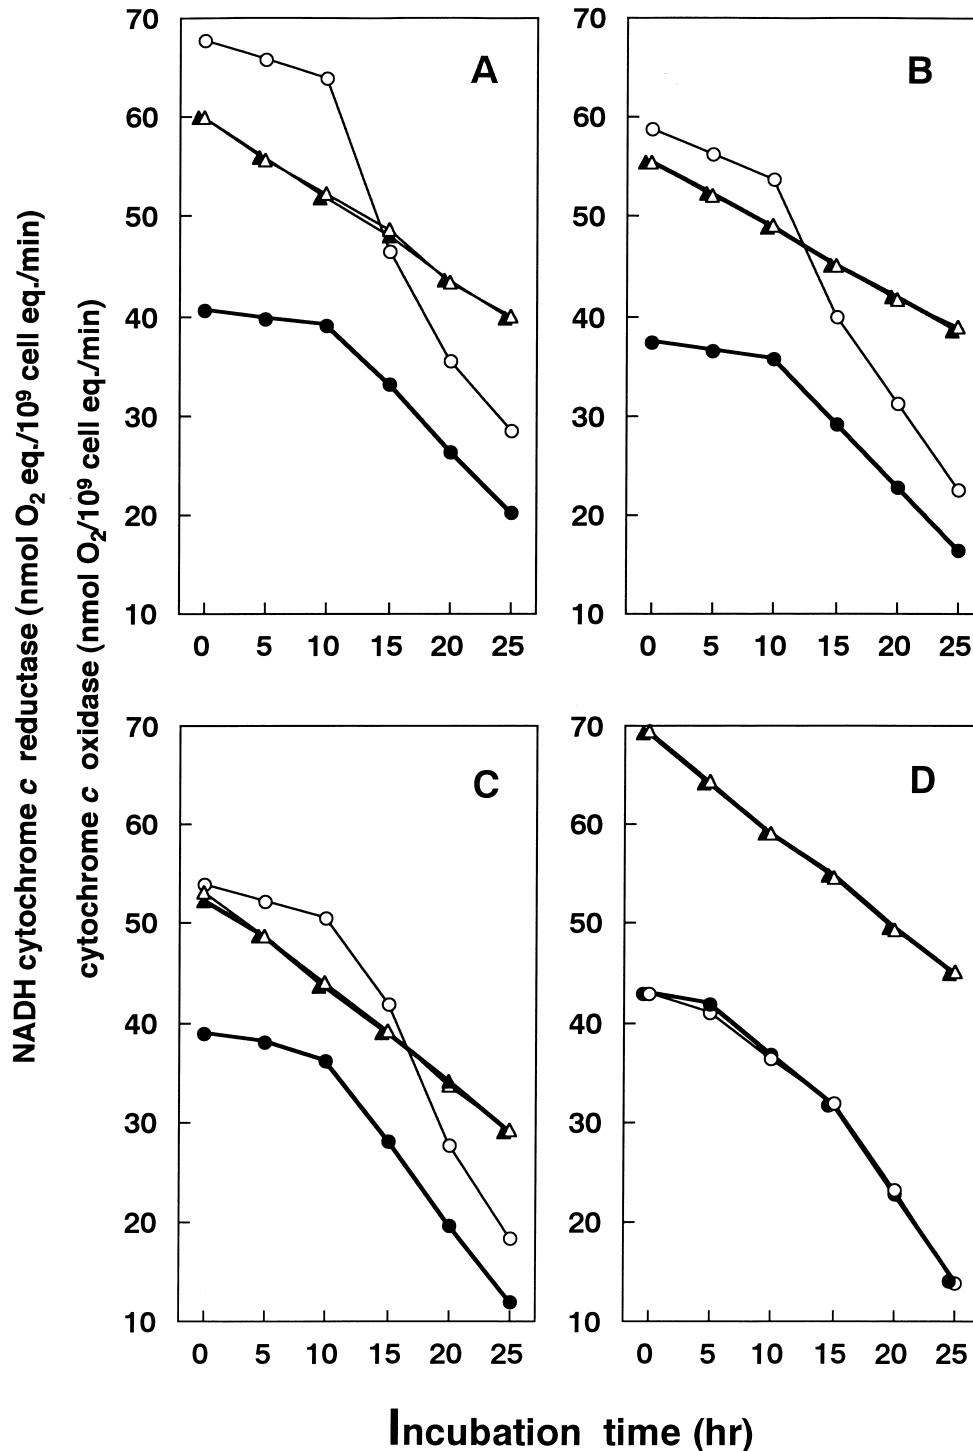 NADH cytochrome c reductase (nmol O2 eq./10⁹ cell eq./min)
cytochrome c oxidase (nmol O2/10⁹ cell eq./min)
A
70
60
50
40
30
20
10
0 5 10 15 20 25
B
70
60
50
40
30
20
10
0 5 10 15 20 25
C
70
60
50
40
30
20
10
0 5 10 15 20 25
D
70
60
50
40
30
20
10
0 5 10 15 20 25
Incubation time (hr)